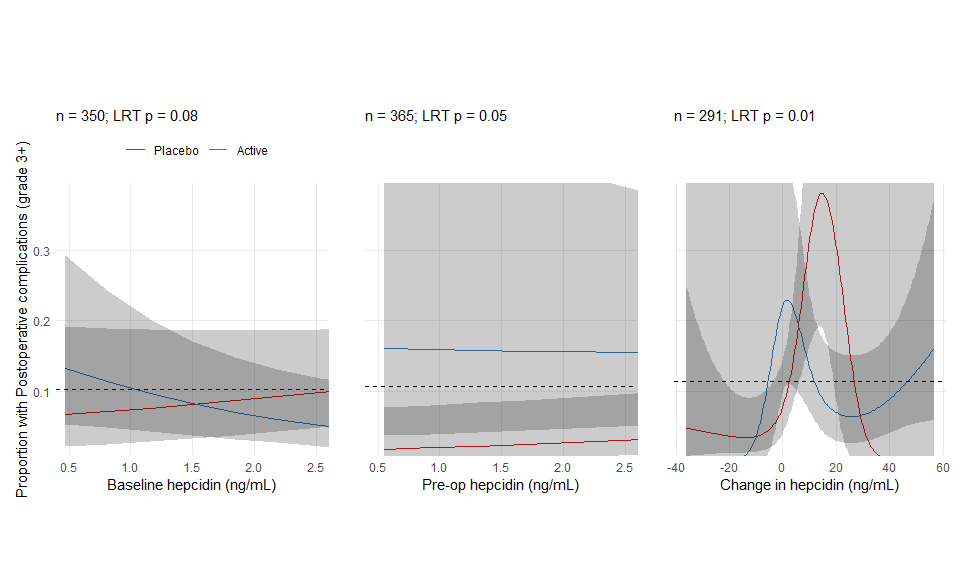 n = 350; LRT p = 0.08
n = 365; LRT p = 0.05
n = 291; LRT p = 0.01
Placebo
Active
Proportion with Postoperative complications (grade 3+)
0.3
0.2
0.1
0.5 1.0 1.5 2.0 2.5
Baseline hepcidin (ng/mL)
0.5 1.0 1.5 2.0 2.5
Pre-op hepcidin (ng/mL)
-40 -20 0 20 40 60
Change in hepcidin (ng/mL)